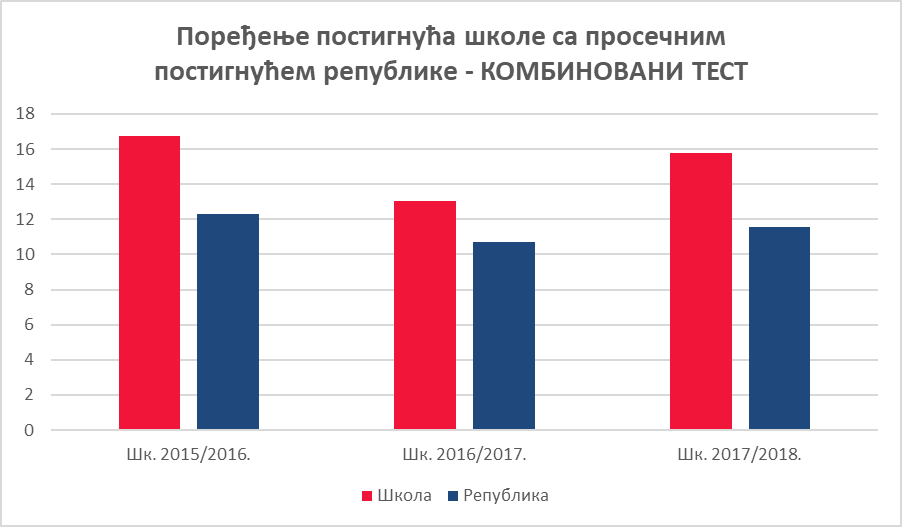 Поређење постигнућа школе са просечним
постигнућем републике - КОМБИНОВАНИ ТЕСТ
18
16
14
12
10
8
6
4
2
0
Шк. 2015/2016.
Шк. 2016/2017.
Шк. 2017/2018.
Школа
Република